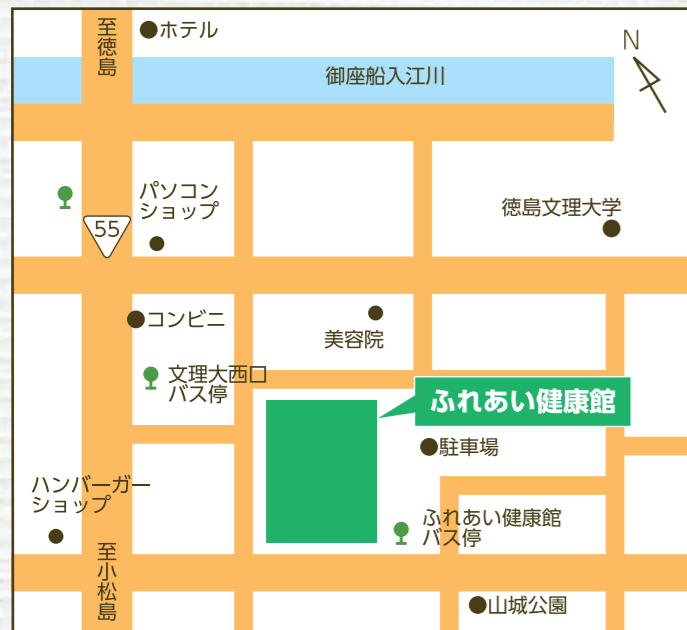 至徳島
ホテル
N
御座船入江川
パソコン
ショップ
徳島文理大学
55
コンビニ
美容院
文理大西口
バス停
ふれあい健康館
駐車場
ハンバーガー
ショップ
ふれあい健康館
バス停
至小松島
山城公園